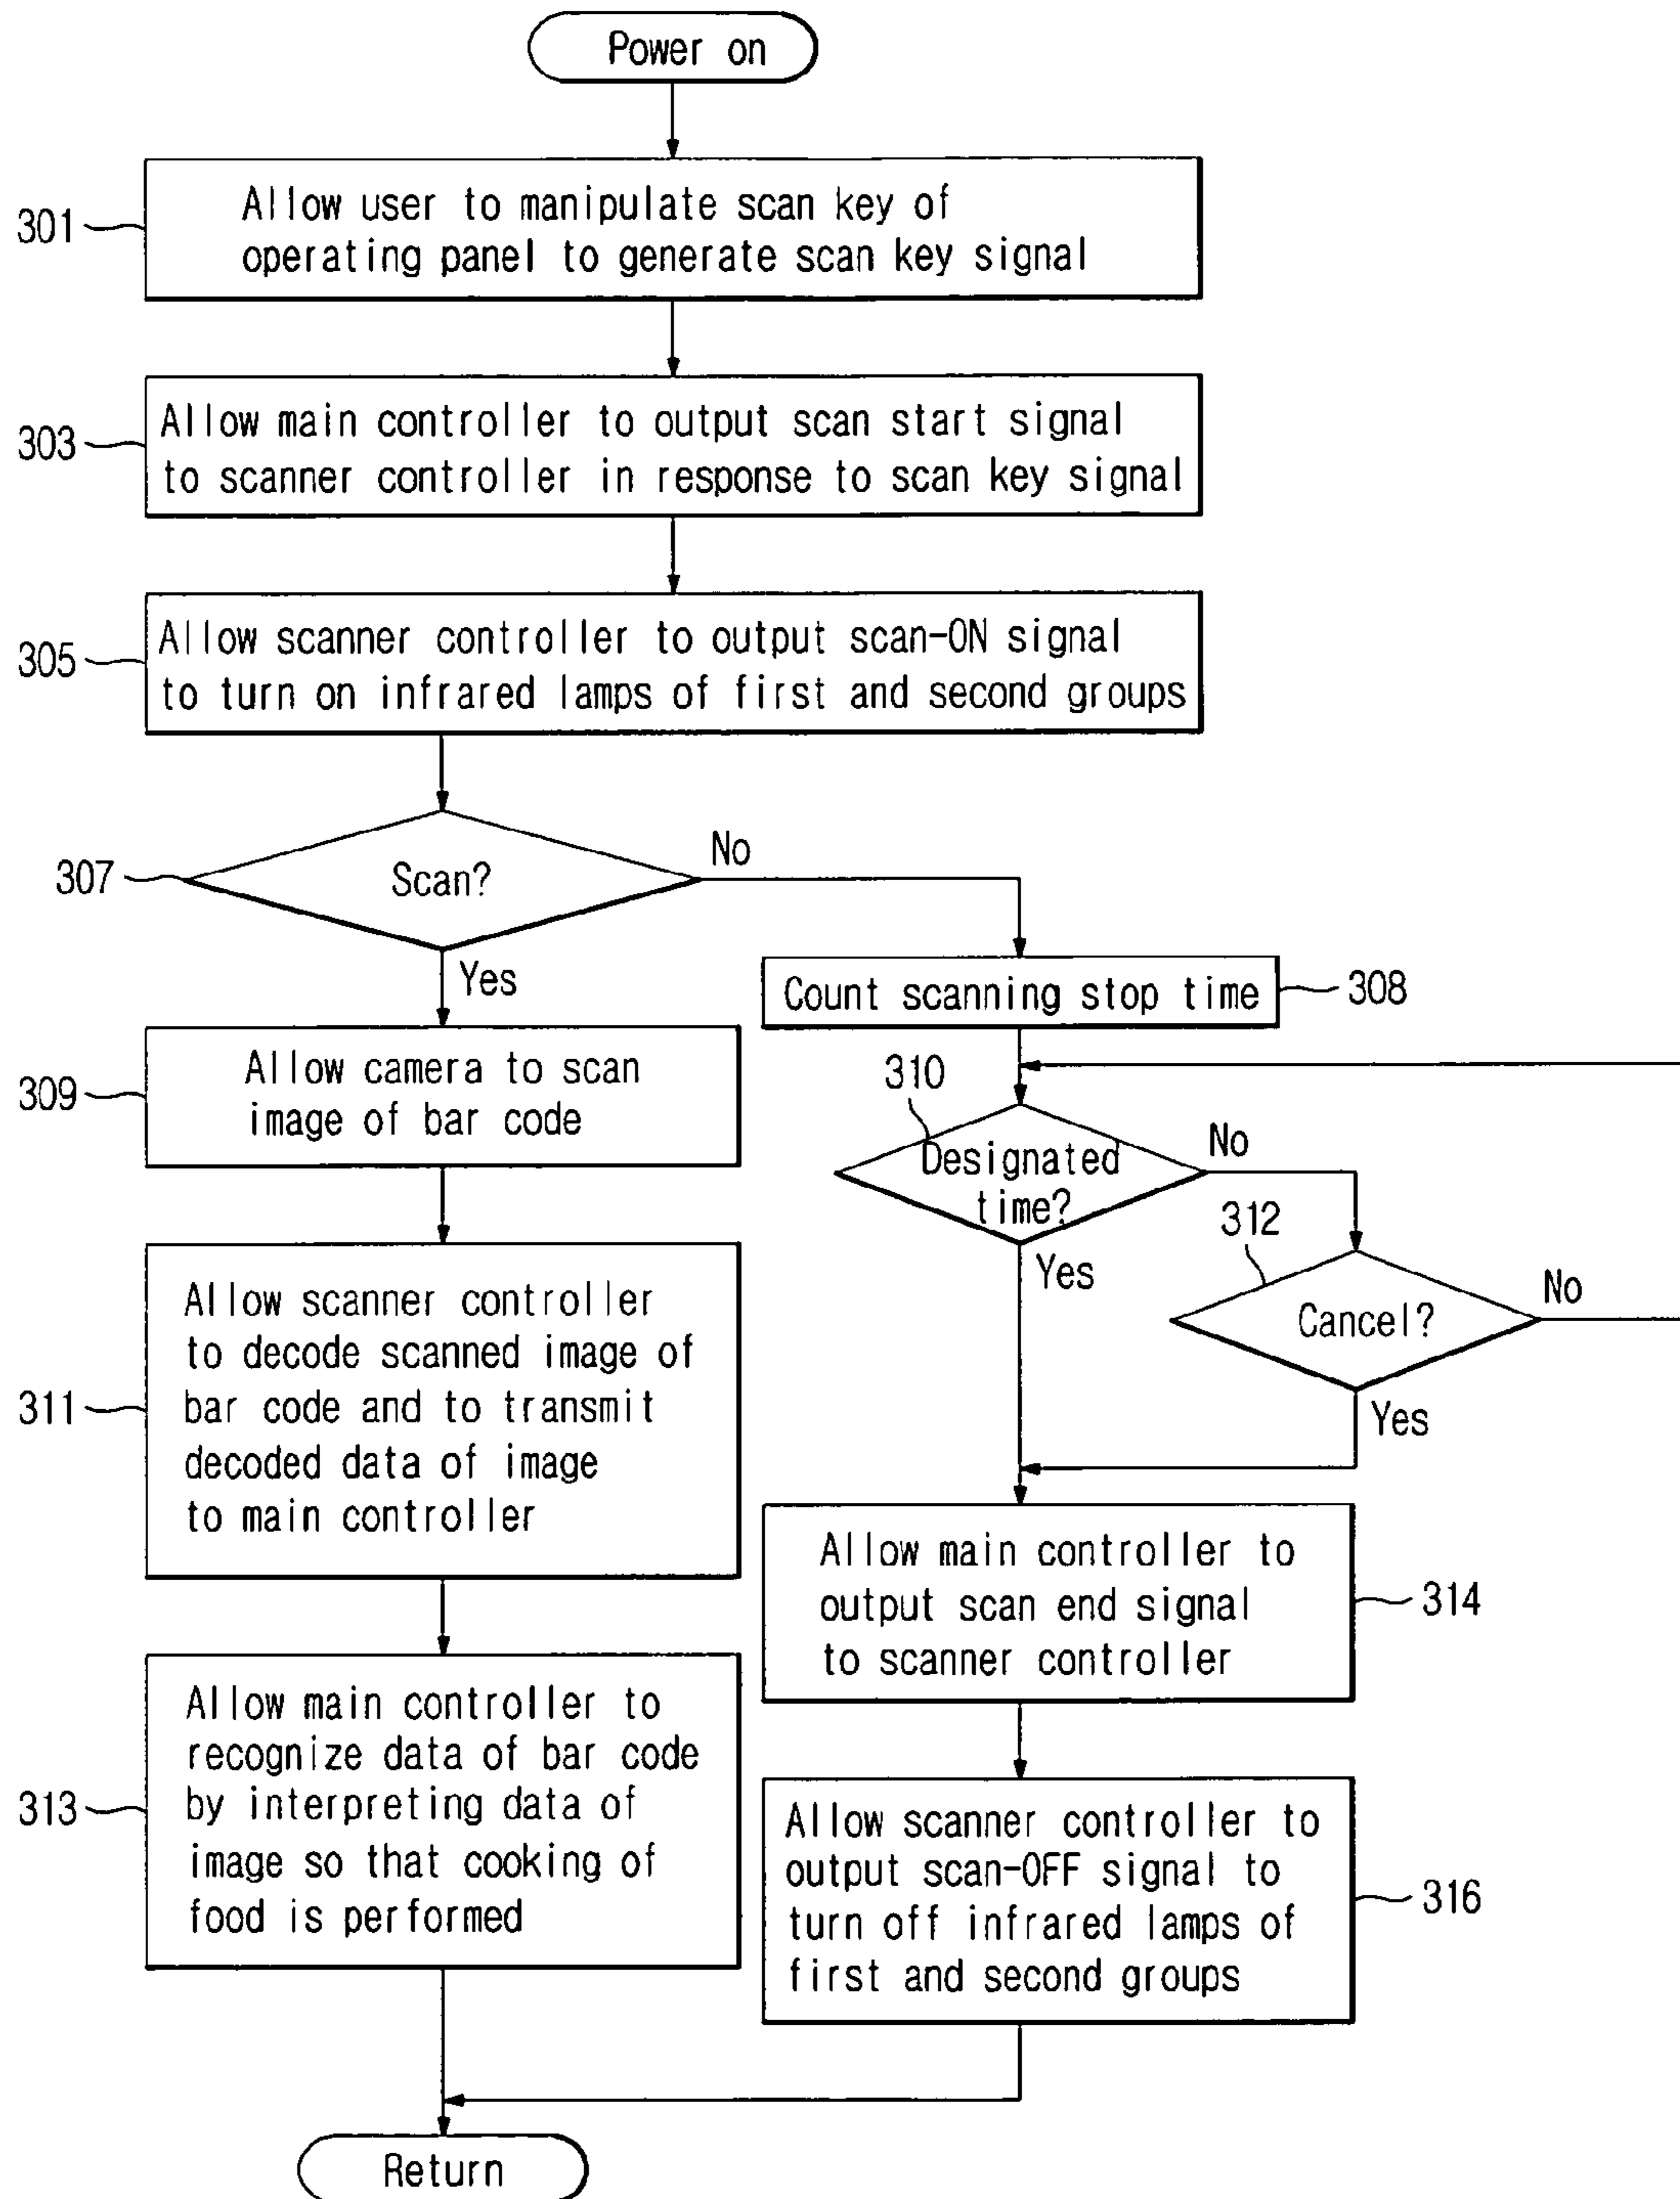 Power on
301
Allow user to manipulate scan key of
operating panel to generate scan key signal
303
Allow main controller to output scan start signal
to scanner controller in response to scan key signal
305
Allow scanner controller to output scan-ON signal
to turn on infrared lamps of first and second groups
307
Scan?
No
Yes
309
Allow camera to scan
image of bar code
311
Allow scanner controller
to decode scanned image of
bar code and to transmit
decoded data of image
to main controller
313
Allow main controller to
recognize data of bar code
by interpreting data of
image so that cooking of
food is performed
Count scanning stop time
308
310
Designated
time?
No
Yes
312
Cancel?
No
Yes
Allow main controller to
output scan end signal
to scanner controller
314
Allow scanner controller to
output scan-OFF signal to
turn off infrared lamps of
first and second groups
316
Return